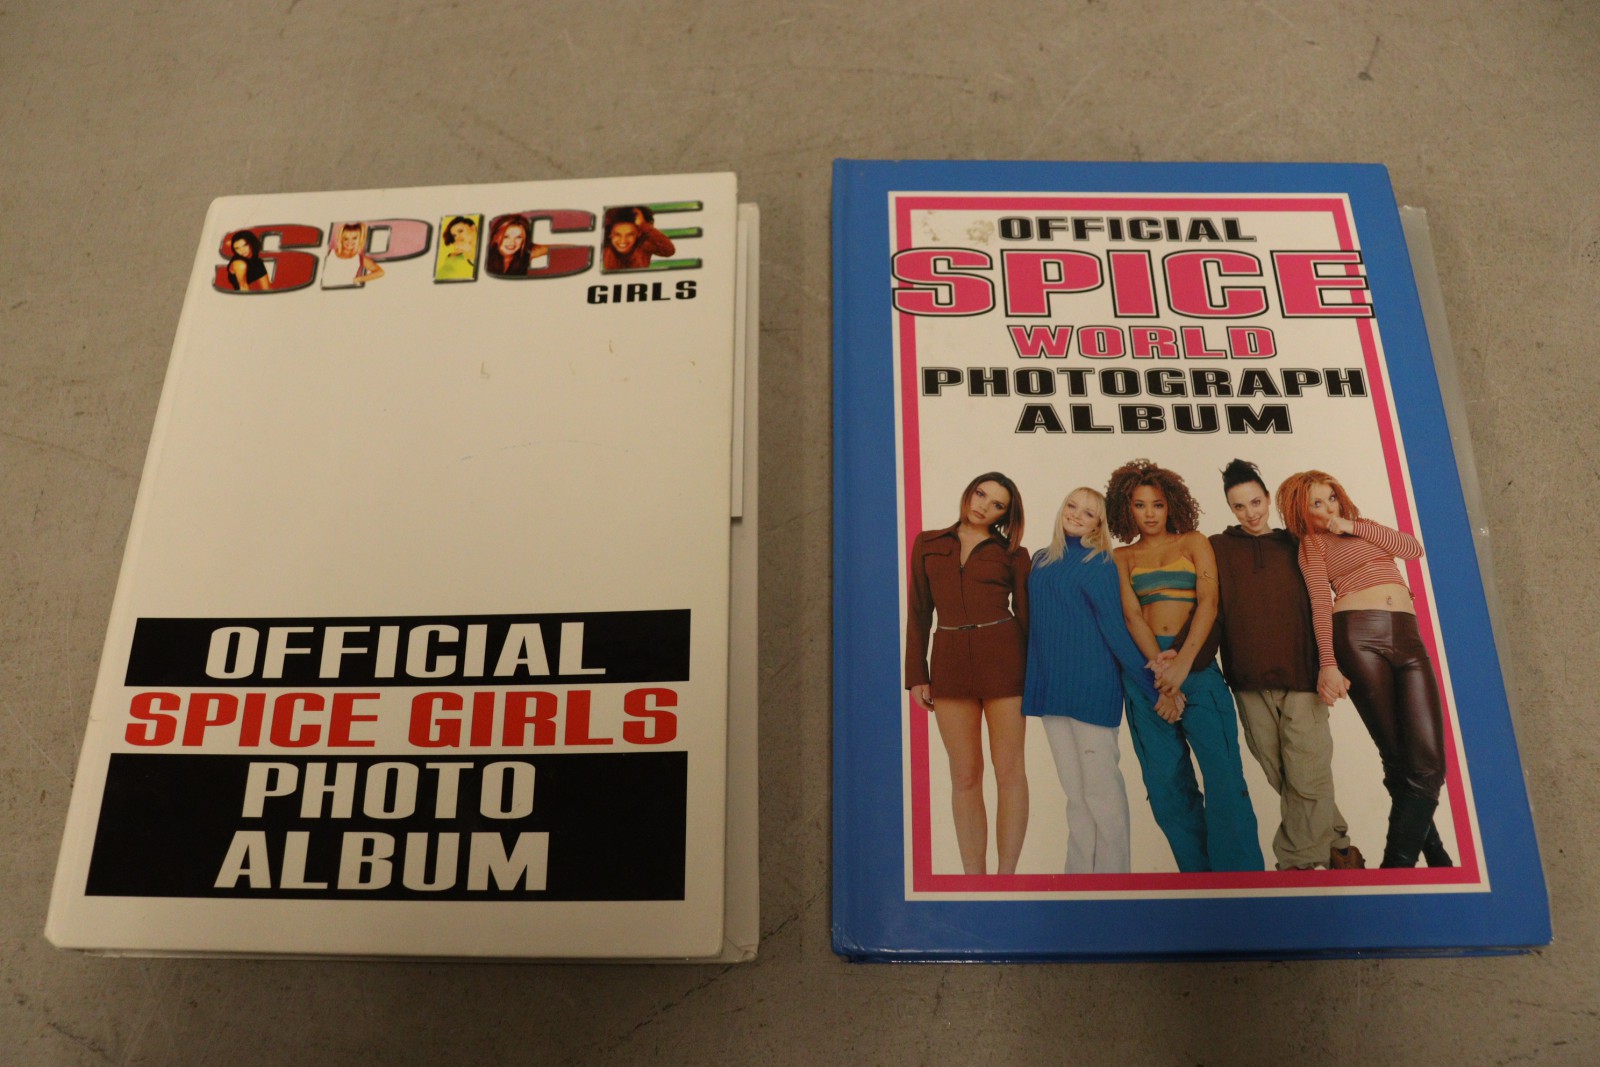 SPICE
GIRLS
OFFICIAL
SPICE GIRLS
PHOTO
ALBUM
OFFICIAL
SPICE
WORLD
PHOTOGRAPH
ALBUM